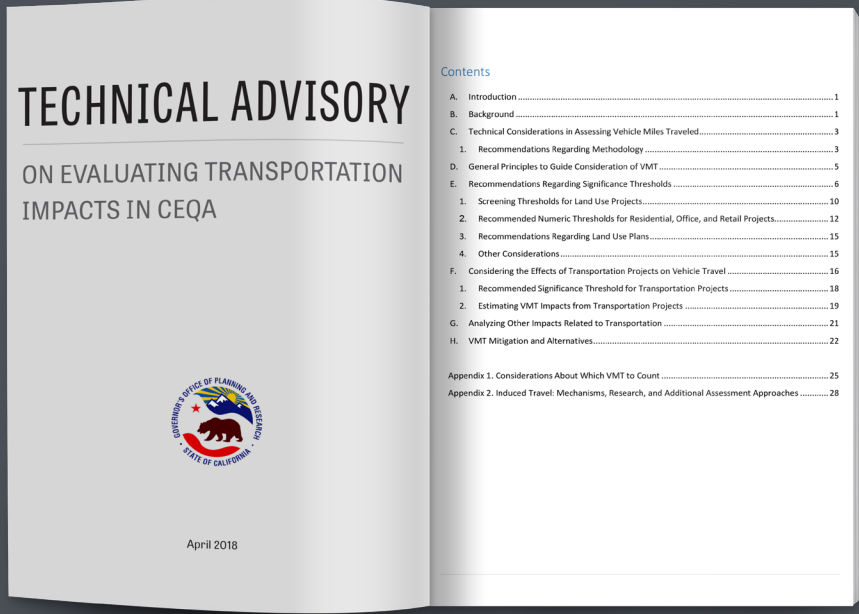 TECHNICAL ADVISORY
ON EVALUATING TRANSPORTATION
IMPACTS IN CEQA
GOVERNOR'S OFFICE OF PLANNING AND RESEARCH
• STATE OF CALIFORNIA •
April 2018
Contents
A. Introduction ........ 1
B. Background ........ 1
C. Technical Considerations in Assessing Vehicle Miles Traveled ........ 3
1. Recommendations Regarding Methodology ........ 3
D. General Principles to Guide Consideration of VMT ........ 5
E. Recommendations Regarding Significance Thresholds ........ 6
1. Screening Thresholds for Land Use Projects ........ 10
2. Recommended Numeric Thresholds for Residential, Office, and Retail Projects ........ 12
3. Recommendations Regarding Land Use Plans ........ 15
4. Other Considerations ........ 15
F. Considering the Effects of Transportation Projects on Vehicle Travel ........ 16
1. Recommended Significance Threshold for Transportation Projects ........ 18
2. Estimating VMT Impacts from Transportation Projects ........ 19
G. Analyzing Other Impacts Related to Transportation ........ 21
H. VMT Mitigation and Alternatives ........ 22
Appendix 1. Considerations About Which VMT to Count ........ 25
Appendix 2. Induced Travel: Mechanisms, Research, and Additional Assessment Approaches ........ 28